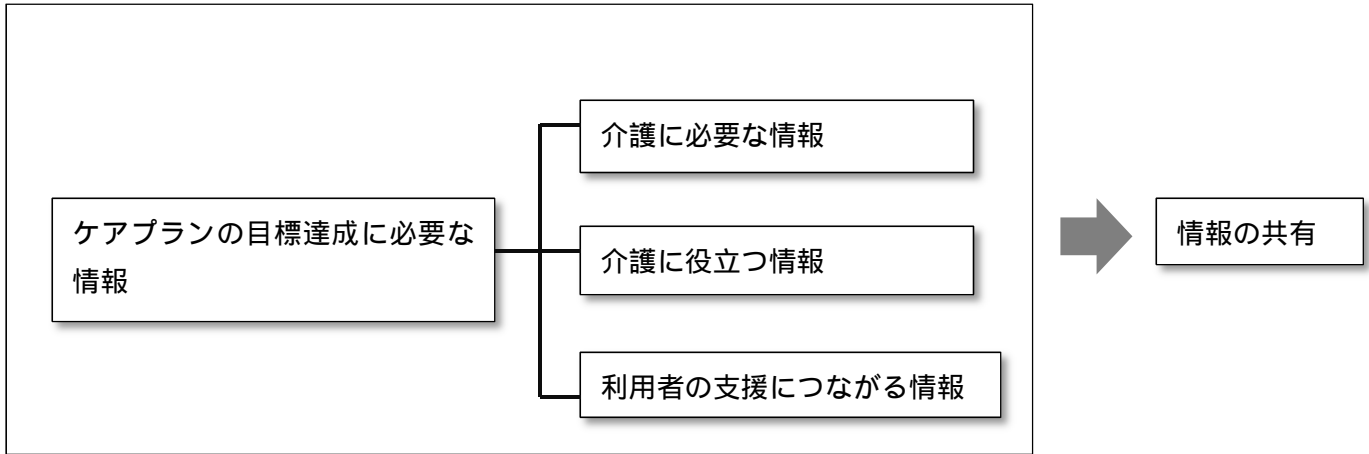 介護に必要な情報
ケアプランの目標達成に必要な
情報
介護に役立つ情報
利用者の支援につながる情報
情報の共有